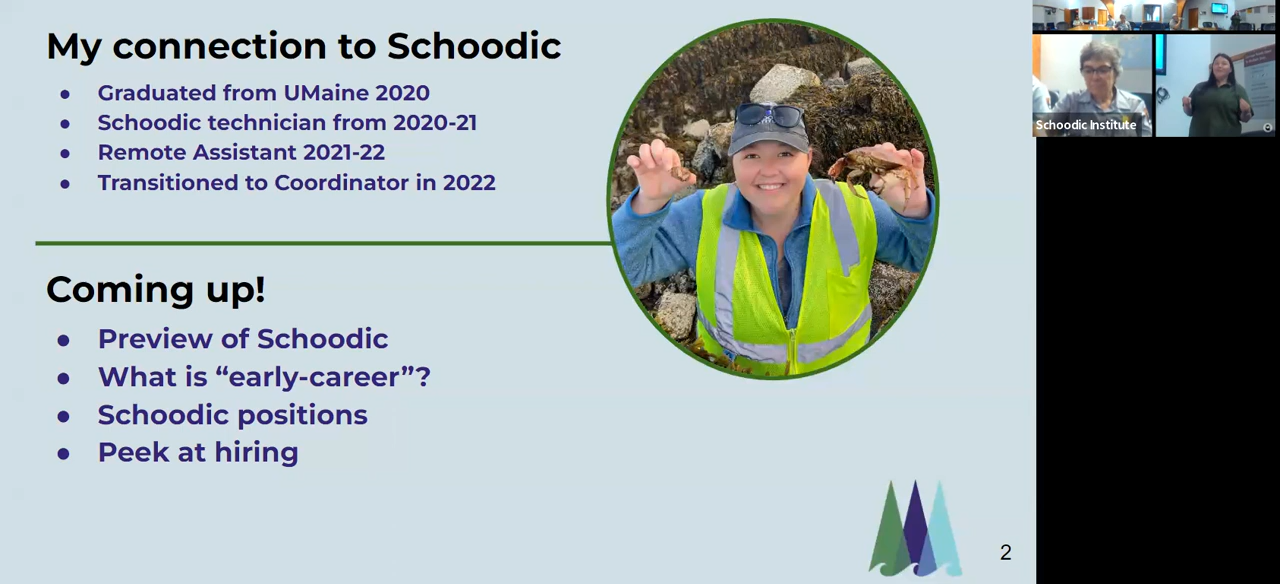 My connection to Schoodic
Graduated from UMaine 2020
Schoodic technician from 2020-21
Remote Assistant 2021-22
Transitioned to Coordinator in 2022
Coming up!
Preview of Schoodic
What is “early-career”?
Schoodic positions
Peek at hiring
2
Schoodic Institute